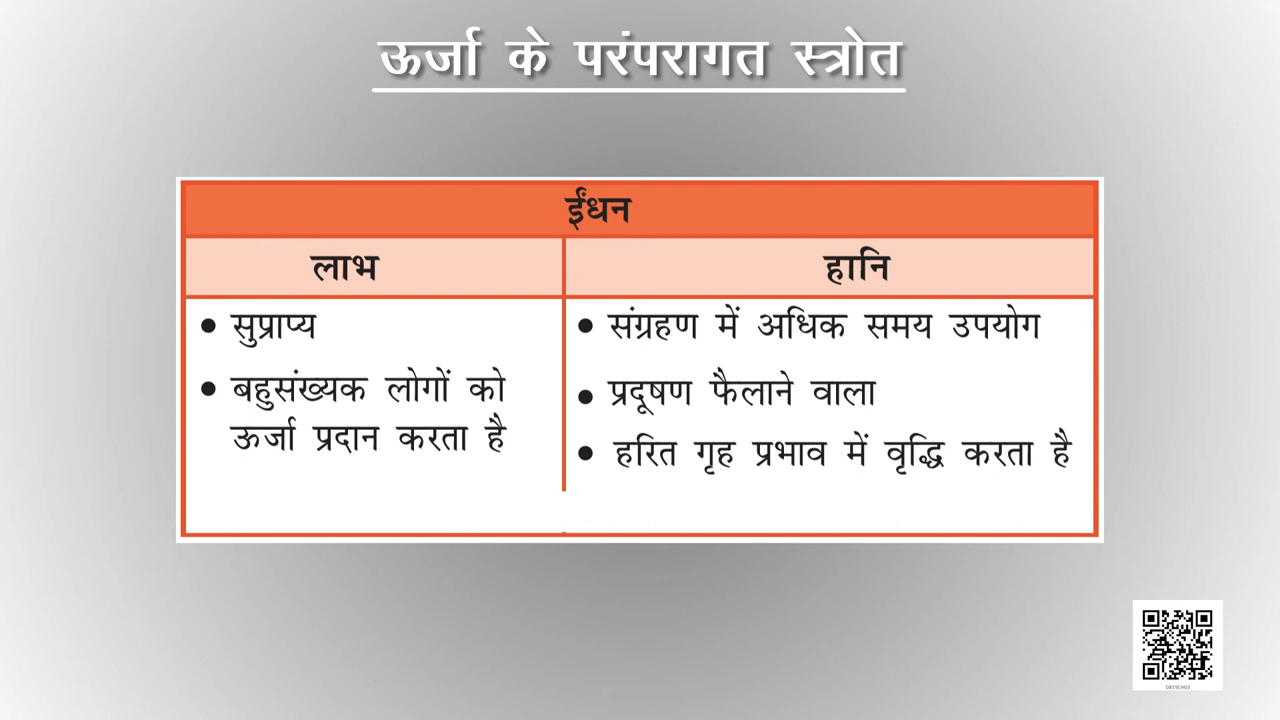 ऊर्जा के परंपरागत स्त्रोत
ईंधन
लाभ
हानि
• सुप्राप्य
• बहुसंख्यक लोगों को
ऊर्जा प्रदान करता है
• संग्रहण में अधिक समय उपयोग
• प्रदूषण फैलाने वाला
• हरित गृह प्रभाव में वृद्धि करता है